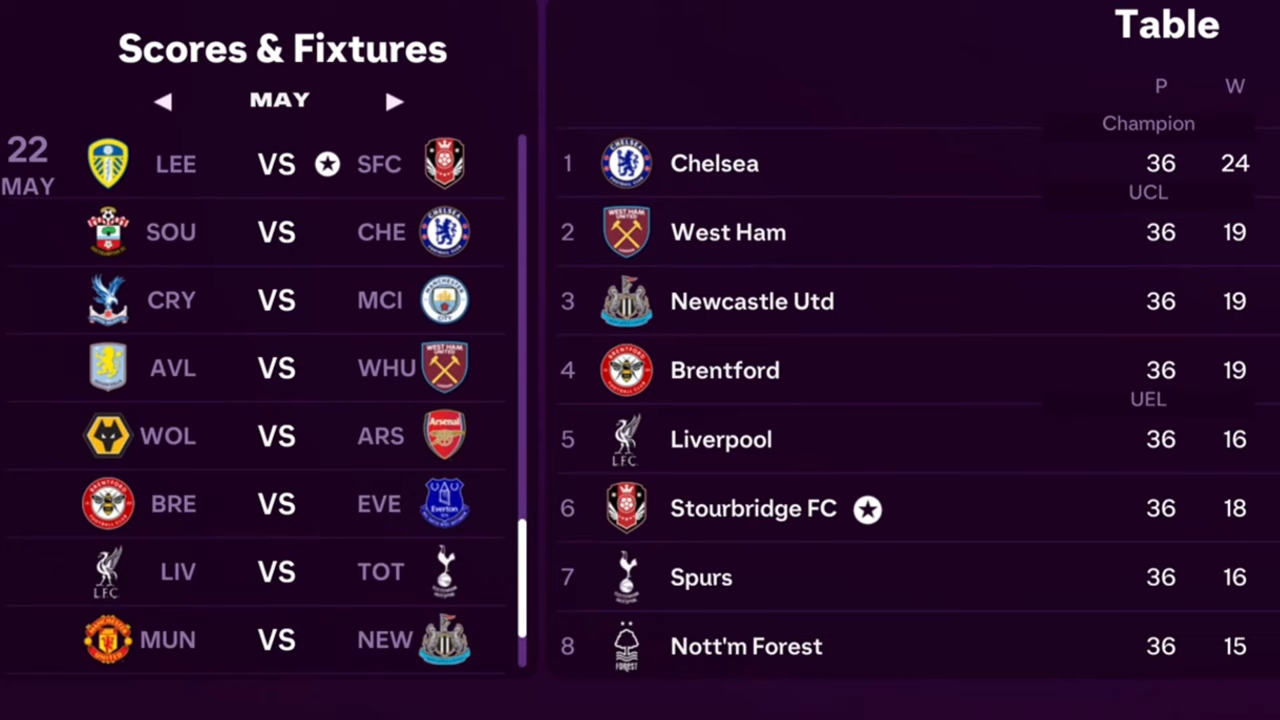 Scores & Fixtures
MAY
22
MAY
LEE VS SFC
SOU VS CHE
CRY VS MCI
AVL VS WHU
WOL VS ARS
BRE VS EVE
LIV VS TOT
MUN VS NEW
Table
P W
Champion
1 Chelsea 36 24
UCL
2 West Ham 36 19
3 Newcastle Utd 36 19
4 Brentford 36 19
UEL
5 Liverpool 36 16
6 Stourbridge FC 36 18
7 Spurs 36 16
8 Nott'm Forest 36 15